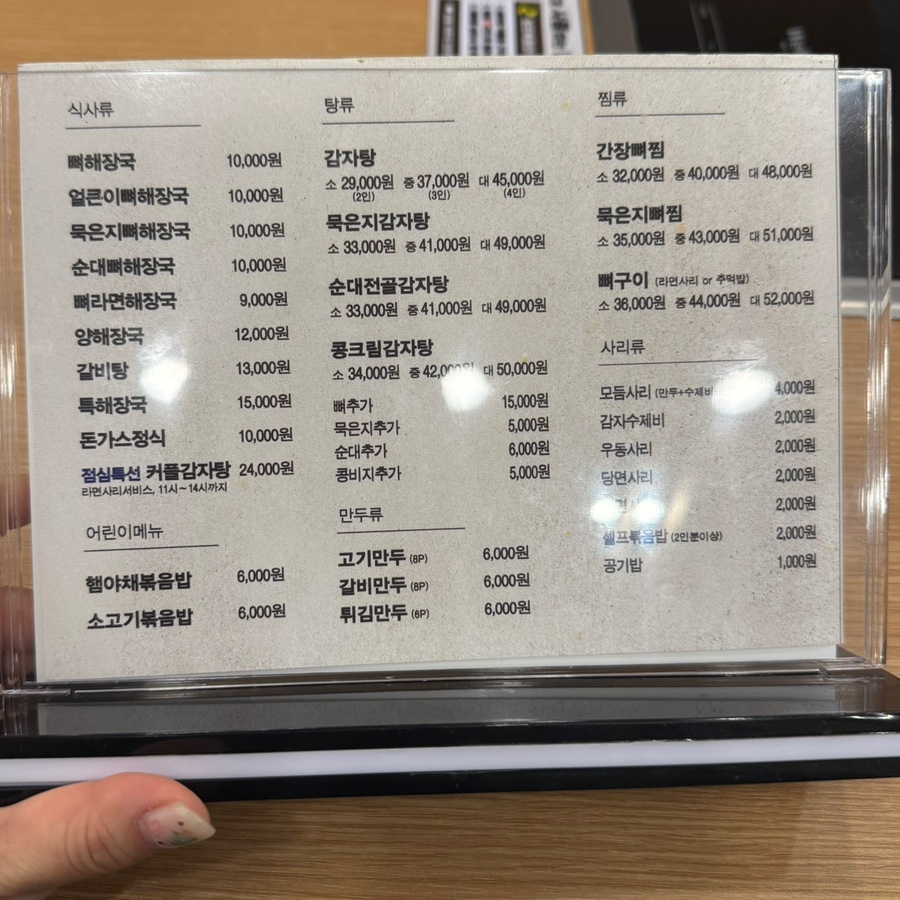 식사류
뼈해장국 10,000원
얼큰이뼈해장국 10,000원
묵은지뼈해장국 10,000원
순대뼈해장국 10,000원
뼈라면해장국 9,000원
양해장국 12,000원
갈비탕 13,000원
특해장국 15,000원
돈가스정식 10,000원
점심특선 커플감자탕 24,000원
라면사리서비스, 11시~14시까지
어린이메뉴
햄야채볶음밥 6,000원
소고기볶음밥 6,000원
탕류
감자탕
소 29,000원 중 37,000원 대 45,000원
(2인) (3인) (4인)
묵은지감자탕
소 33,000원 중 41,000원 대 49,000원
순대전골감자탕
소 33,000원 중 41,000원 대 49,000원
콩크림감자탕
소 34,000원 중 대 50,000원
뼈추가 15,000원
묵은지추가 5,000원
순대추가 6,000원
콩비지추가 5,000원
만두류
고기만두 (8P) 6,000원
갈비만두 (8P) 6,000원
튀김만두 (6P) 6,000원
찜류
간장뼈찜
소 32,000원 중 40,000원 대 48,000원
묵은지뼈찜
소 35,000원 중 43,000원 대 51,000원
뼈구이 (라면사리 or 주먹밥)
소 36,000원 중 44,000원 대 52,000원
사리류
모듬사리 (만두+수제비 4,000원
감자수제비 2,000원
우동사리 2,000원
당면사리 2,000원
2,000원
셀프볶음밥 (2인분이상) 2,000원
공기밥 1,000원